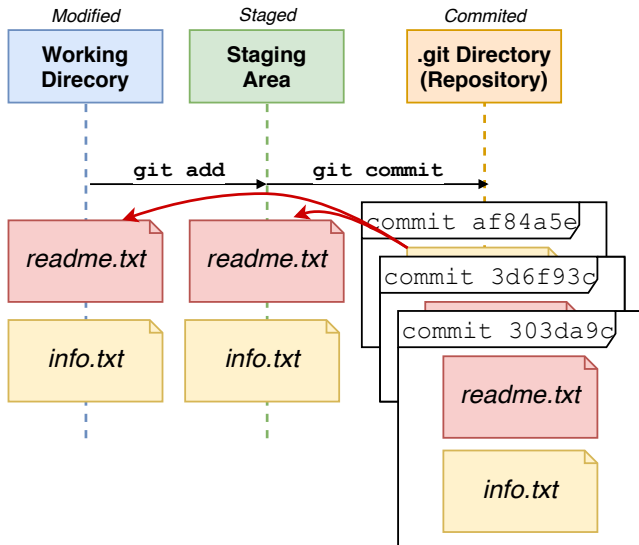 Modified
Staged
Commited
Working
Direcory
Staging
Area
.git Directory
(Repository)
git add
git commit
commit af84a5e
readme.txt
readme.txt
commit 3d6f93c
commit 303da9c
info.txt
info.txt
readme.txt
info.txt